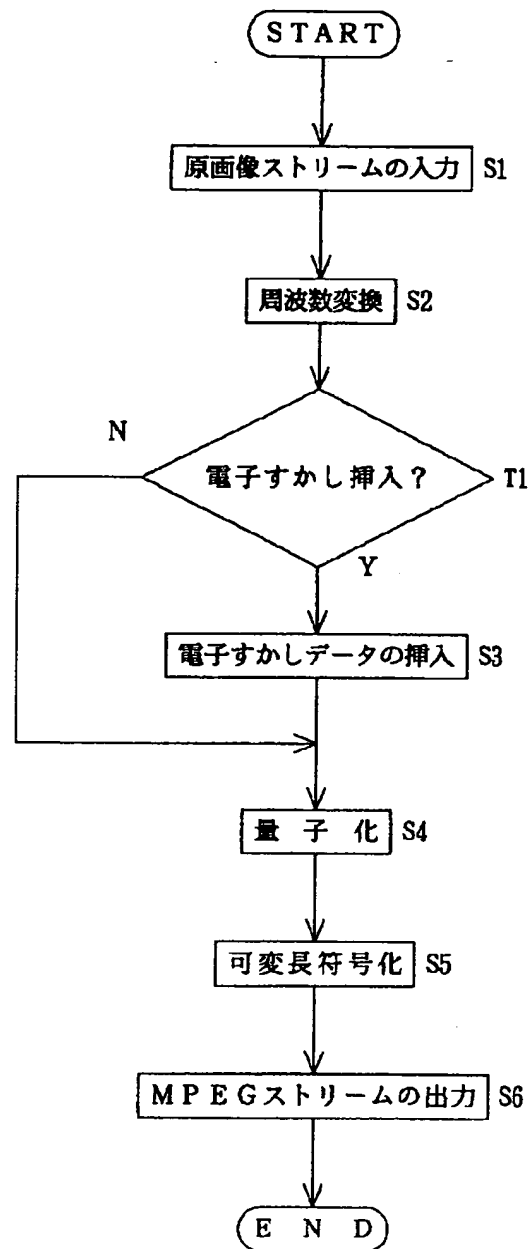 START
原画像ストリームの入力 S1
周波数変換 S2
N
電子すかし挿入? T1
Y
電子すかしデータの挿入 S3
量子化 S4
可変長符号化 S5
MPEGストリームの出力 S6
END